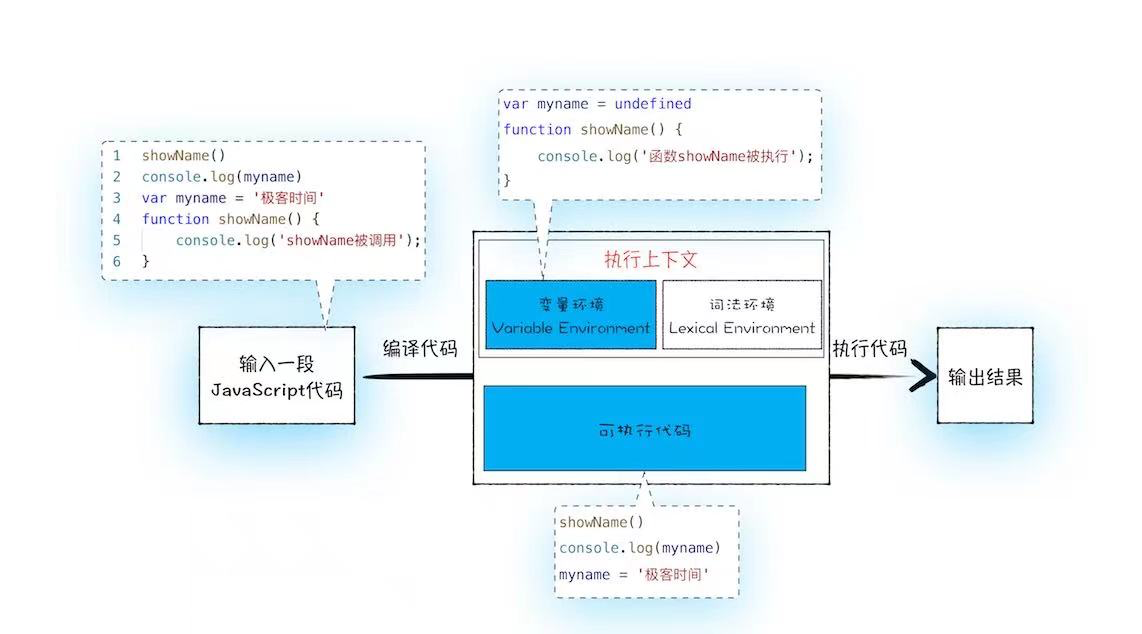 var myname = undefined
function showName() {
    console.log('函数showName被执行');
}
1 showName()
2 console.log(myname)
3 var myname = '极客时间'
4 function showName() {
5     console.log('showName被调用');
6 }
执行上下文
变量环境
Variable Environment
词法环境
Lexical Environment
输入一段
JavaScript代码
编译代码
执行代码
输出结果
可执行代码
showName()
console.log(myname)
myname = '极客时间'